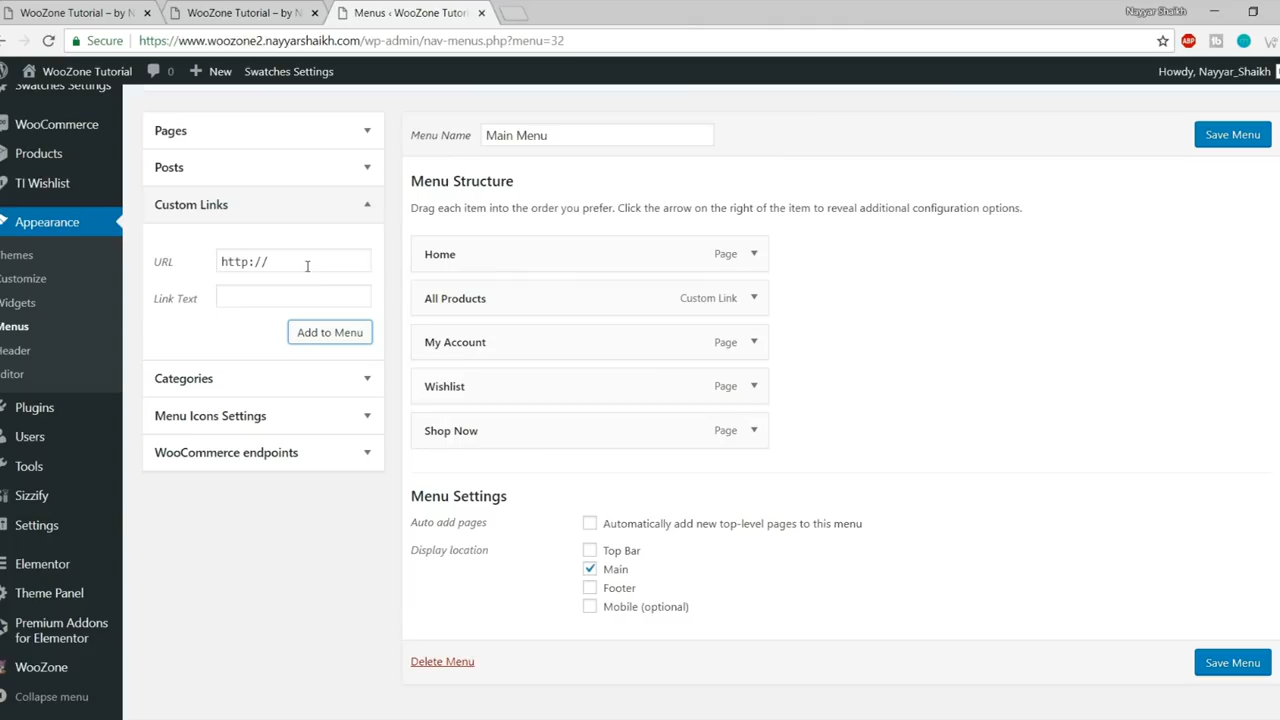 WooZone Tutorial – by N
WooZone Tutorial – by N
Menus ‹ WooZone Tutori
Nayyar Shaikh
Secure
https://www.woozone2.nayyarshaikh.com/wp-admin/nav-menus.php?menu=32
ABP
WooZone Tutorial
0
New
Swatches Settings
Howdy, Nayyar_Shaikh
Swatches Settings
WooCommerce
Products
TI Wishlist
Appearance
hemes
ustomize
Widgets
Menus
eader
ditor
Plugins
Users
Tools
Sizzify
Settings
Elementor
Theme Panel
Premium Addons
for Elementor
WooZone
Collapse menu
Pages
Posts
Custom Links
URL
http://
Link Text
Add to Menu
Categories
Menu Icons Settings
WooCommerce endpoints
Menu Name
Main Menu
Save Menu
Menu Structure
Drag each item into the order you prefer. Click the arrow on the right of the item to reveal additional configuration options.
Home Page
All Products Custom Link
My Account Page
Wishlist Page
Shop Now Page
Menu Settings
Auto add pages
Automatically add new top-level pages to this menu
Display location
Top Bar
Main
Footer
Mobile (optional)
Delete Menu
Save Menu